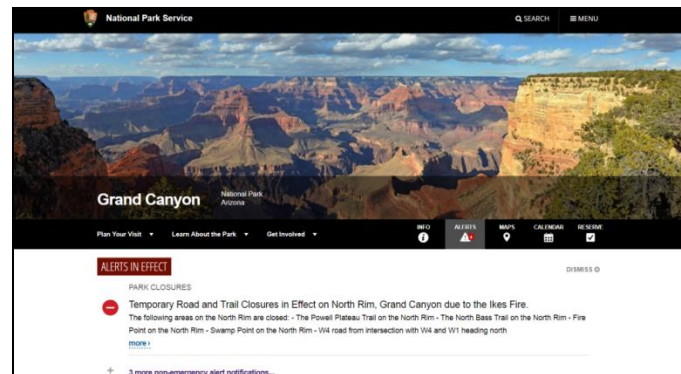 National Park Service
SEARCH
MENU
Grand Canyon
National Park
Arizona
Plan Your Visit
Learn About the Park
Get Involved
INFO
ALERTS
MAPS
CALENDAR
RESERVE
ALERTS IN EFFECT
DISMISS
PARK CLOSURES
Temporary Road and Trail Closures in Effect on North Rim, Grand Canyon due to the Ikes Fire.
The following areas on the North Rim are closed: - The Powell Plateau Trail on the North Rim - The North Bass Trail on the North Rim - Fire
Point on the North Rim - Swamp Point on the North Rim - W4 road from intersection with W4 and W1 heading north
more ›
3 more non-emergency alert notifications...